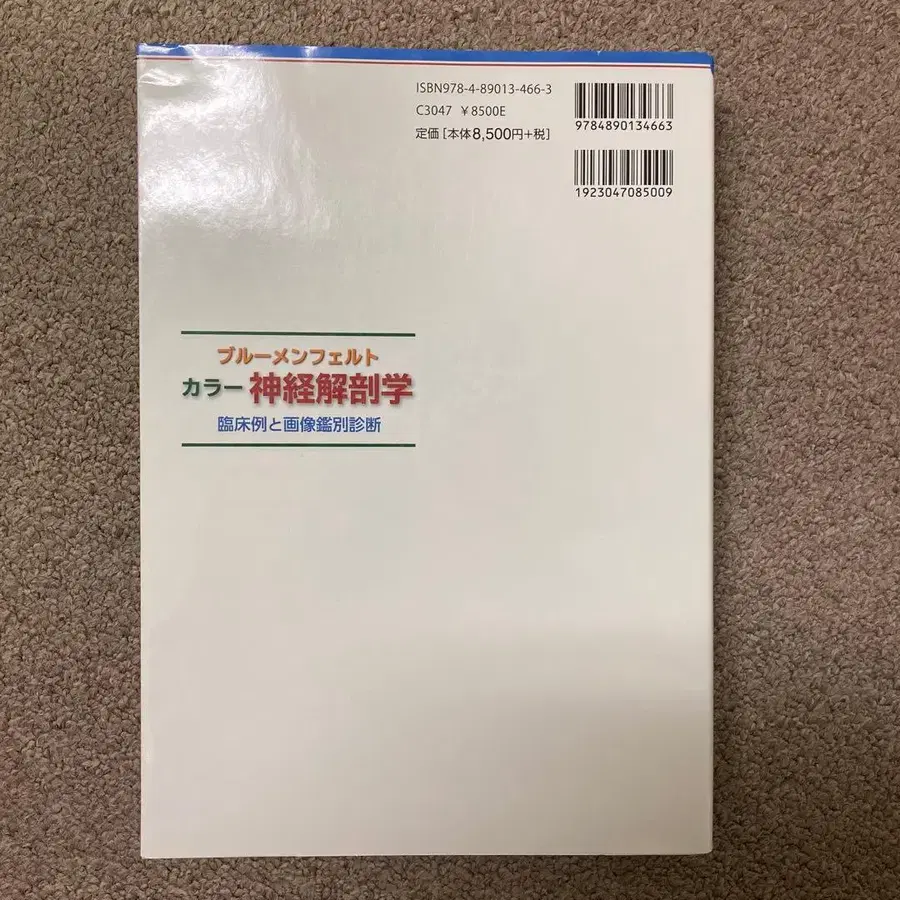 ISBN978-4-89013-466-3
C3047 ￥8500E
定価[本体8,500円+税]
9784890134663
1923047085009
ブルーメンフェルト
カラー 神経解剖学
臨床例と画像鑑別診断